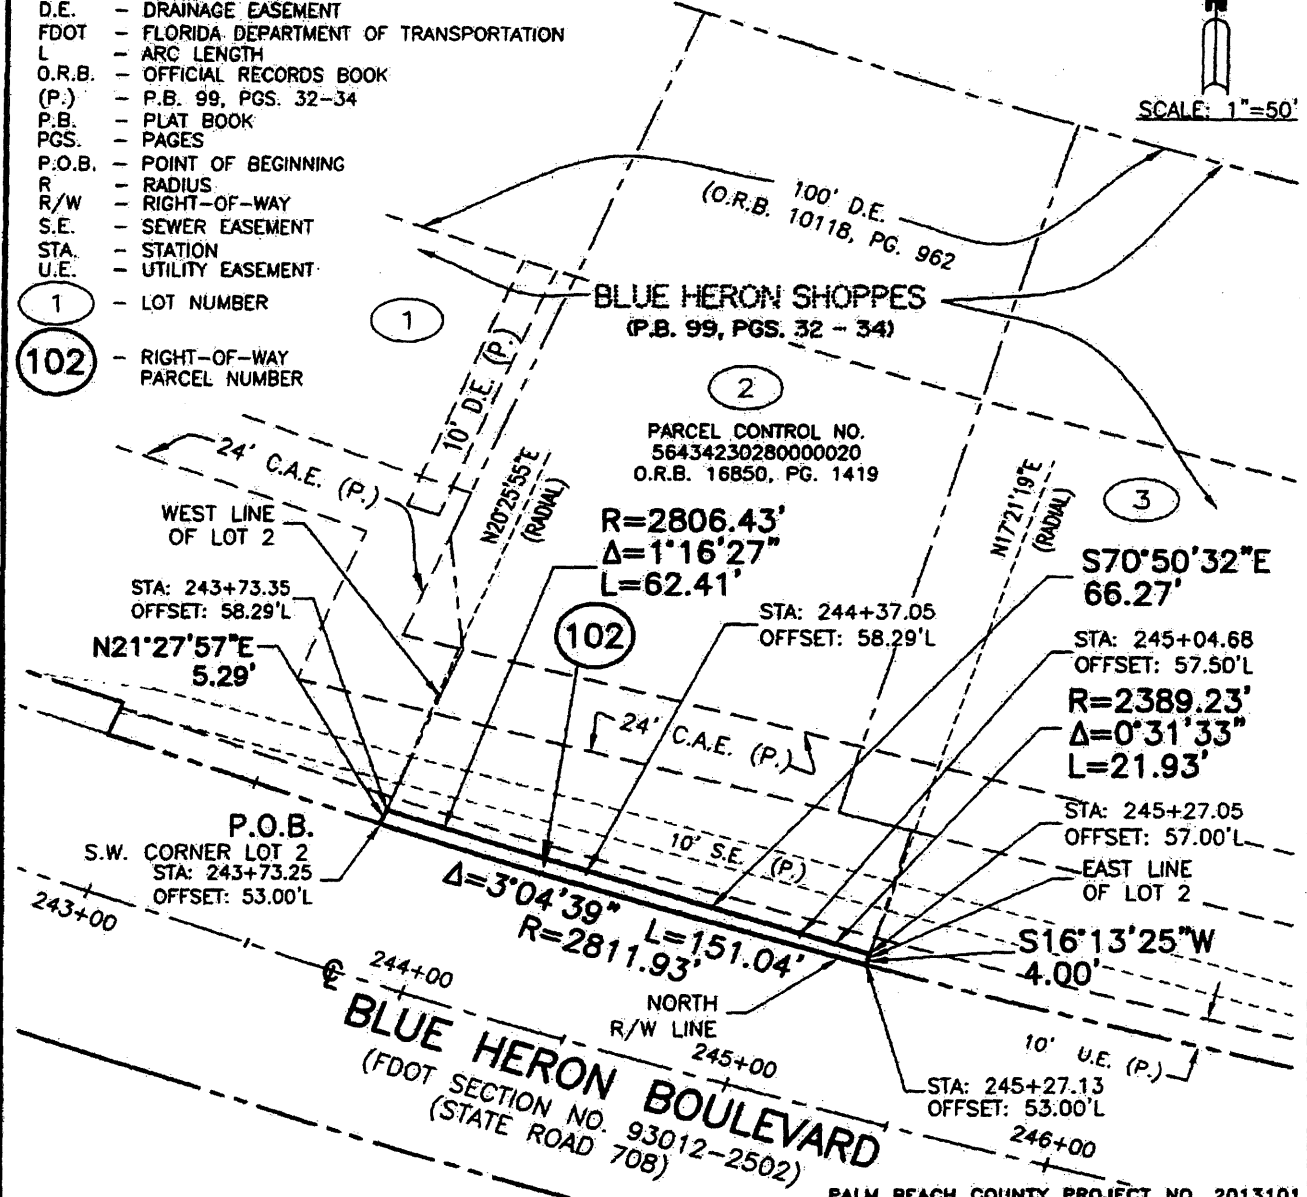 D.E. - DRAINAGE EASEMENT
FDOT - FLORIDA DEPARTMENT OF TRANSPORTATION
L - ARC LENGTH
O.R.B. - OFFICIAL RECORDS BOOK
(P.) - P.B. 99, PGS. 32-34
P.B. - PLAT BOOK
PGS. - PAGES
P.O.B. - POINT OF BEGINNING
R - RADIUS
R/W - RIGHT-OF-WAY
S.E. - SEWER EASEMENT
STA. - STATION
U.E. - UTILITY EASEMENT
1 - LOT NUMBER
102 - RIGHT-OF-WAY
PARCEL NUMBER
SCALE: 1"=50'
100' D.E.
(O.R.B. 10118, PG. 962
BLUE HERON SHOPPES
(P.B. 99, PGS. 32 - 34)
1
2
3
10' D.E. (P.)
PARCEL CONTROL NO.
56434230280000020
O.R.B. 16850, PG. 1419
24' C.A.E. (P.)
N20°25'55"E
(RADIAL)
N17°21'19"E
(RADIAL)
WEST LINE
OF LOT 2
R=2806.43'
Δ=1°16'27"
L=62.41'
S70°50'32"E
66.27'
STA: 243+73.35
OFFSET: 58.29'L
N21°27'57"E
5.29'
102
STA: 244+37.05
OFFSET: 58.29'L
STA: 245+04.68
OFFSET: 57.50'L
R=2389.23'
Δ=0°31'33"
L=21.93'
24' C.A.E. (P.)
STA: 245+27.05
OFFSET: 57.00'L
P.O.B.
S.W. CORNER LOT 2
STA: 243+73.25
OFFSET: 53.00'L
10' S.E. (P.)
EAST LINE
OF LOT 2
Δ=3°04'39" L=151.04'
R=2811.93'
S16°13'25"W
4.00'
243+00
244+00
NORTH
R/W LINE
245+00
10' U.E. (P.)
STA: 245+27.13
OFFSET: 53.00'L
246+00
℄
BLUE HERON BOULEVARD
(FDOT SECTION NO. 93012-2502)
(STATE ROAD 708)
PALM BEACH COUNTY PROJECT NO. 2013101